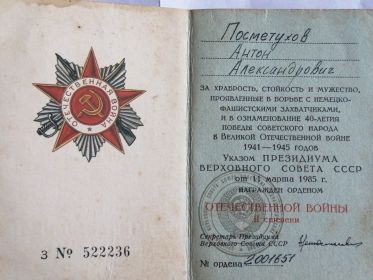 ОТЕЧЕСТВЕННАЯ ВОЙНА
З № 522236
Посметухов
Антон
Александрович
ЗА ХРАБРОСТЬ, СТОЙКОСТЬ И МУЖЕСТВО,
ПРОЯВЛЕННЫЕ В БОРЬБЕ С НЕМЕЦКО-
ФАШИСТСКИМИ ЗАХВАТЧИКАМИ,
И В ОЗНАМЕНОВАНИЕ 40-ЛЕТИЯ
ПОБЕДЫ СОВЕТСКОГО НАРОДА
В ВЕЛИКОЙ ОТЕЧЕСТВЕННОЙ ВОЙНЕ
1941—1945 ГОДОВ
УКАЗОМ ПРЕЗИДИУМА
ВЕРХОВНОГО СОВЕТА СССР
от 11 марта 1985 г.
НАГРАЖДЕН ОРДЕНОМ
ОТЕЧЕСТВЕННОЙ ВОЙНЫ
II степени
Секретарь Президиума
Верховного Совета СССР
№ ордена 2001651